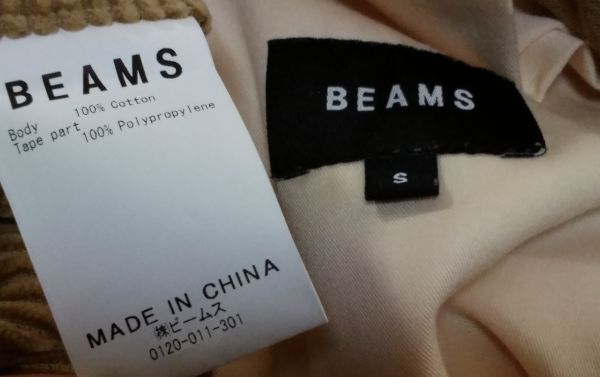 BEAMS
Body 100% Cotton
Tape part 100% Polypropylene
MADE IN CHINA
㈱ビームス
0120-011-301
BEAMS
S